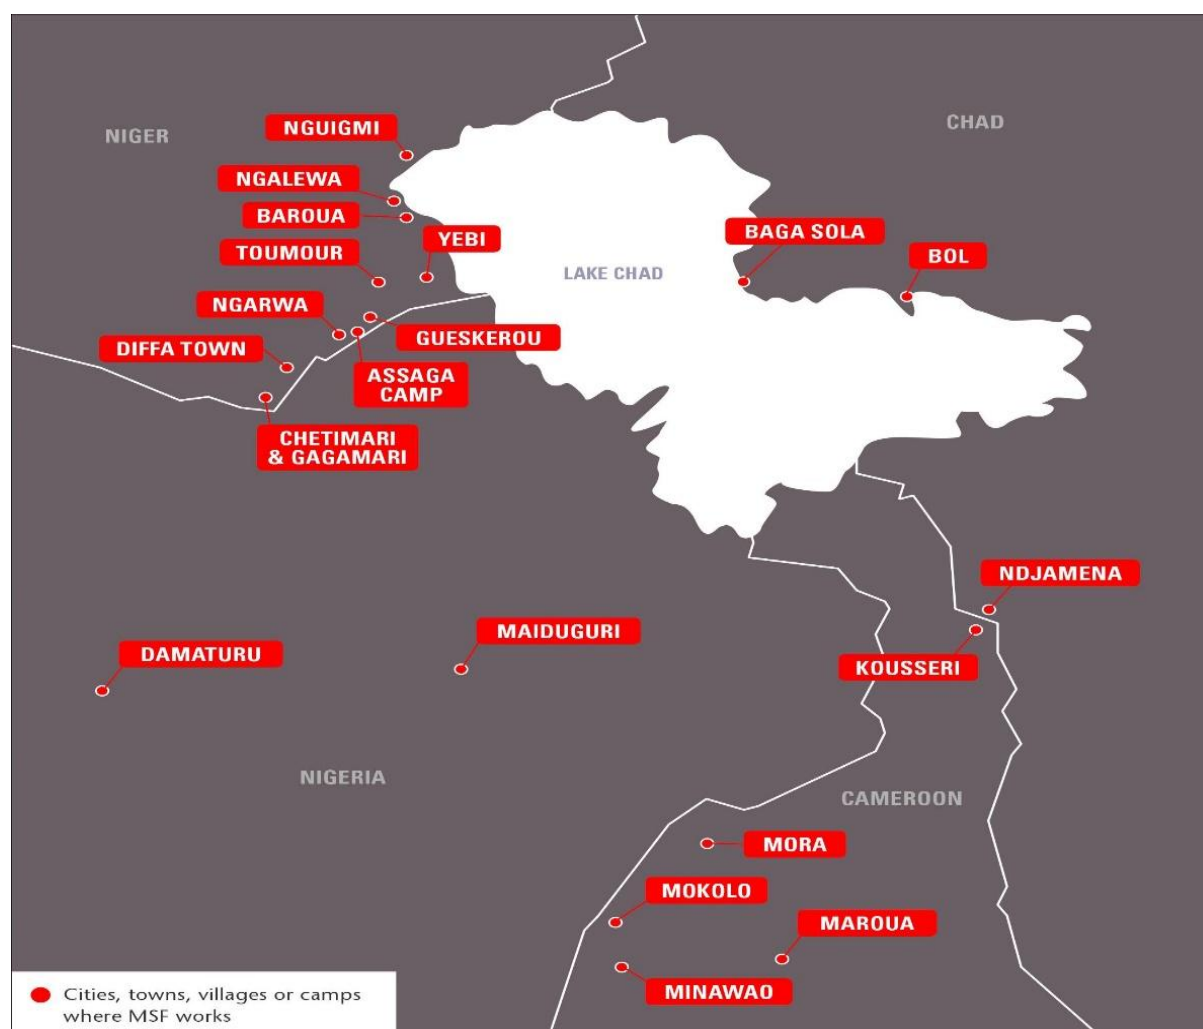 NIGER
CHAD
NGUIGMI
NGALEWA
BAROUA
YEBI
TOUMOUR
BAGA SOLA
BOL
LAKE CHAD
NGARWA
GUESKEROU
DIFFA TOWN
ASSAGA
CAMP
CHETIMARI
& GAGAMARI
NDJAMENA
MAIDUGURI
DAMATURU
KOUSSERI
NIGERIA
CAMEROON
MORA
MOKOLO
MAROUA
MINAWAO
Cities, towns, villages or camps
where MSF works